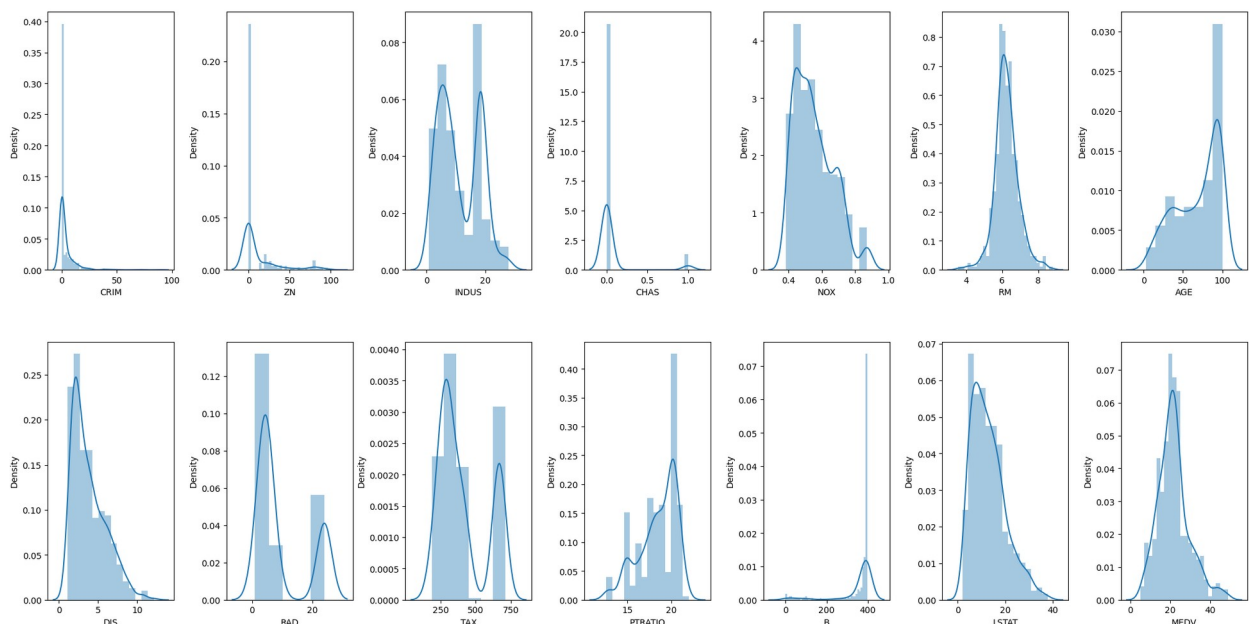 0.40
0.35
0.30
0.25
0.20
0.15
0.10
0.05
0.00
Density
0 50 100
CRIM
0.20
0.15
0.10
0.05
0.00
Density
0 50 100
ZN
0.08
0.06
0.04
0.02
0.00
Density
0 20
INDUS
20.0
17.5
15.0
12.5
10.0
7.5
5.0
2.5
0.0
Density
0.0 0.5 1.0
CHAS
4
3
2
1
0
Density
0.4 0.6 0.8 1.0
NOX
0.8
0.7
0.6
0.5
0.4
0.3
0.2
0.1
0.0
Density
4 6 8
RM
0.030
0.025
0.020
0.015
0.010
0.005
0.000
Density
0 50 100
AGE
0.25
0.20
0.15
0.10
0.05
0.00
Density
0 5 10
DIS
0.12
0.10
0.08
0.06
0.04
0.02
0.00
Density
0 20
RAD
0.0040
0.0035
0.0030
0.0025
0.0020
0.0015
0.0010
0.0005
0.0000
Density
250 500 750
TAX
0.40
0.35
0.30
0.25
0.20
0.15
0.10
0.05
0.00
Density
15 20
PTRATIO
0.07
0.06
0.05
0.04
0.03
0.02
0.01
0.00
Density
0 200 400
B
0.07
0.06
0.05
0.04
0.03
0.02
0.01
0.00
Density
0 20 40
LSTAT
0.07
0.06
0.05
0.04
0.03
0.02
0.01
0.00
Density
0 20 40
MEDV